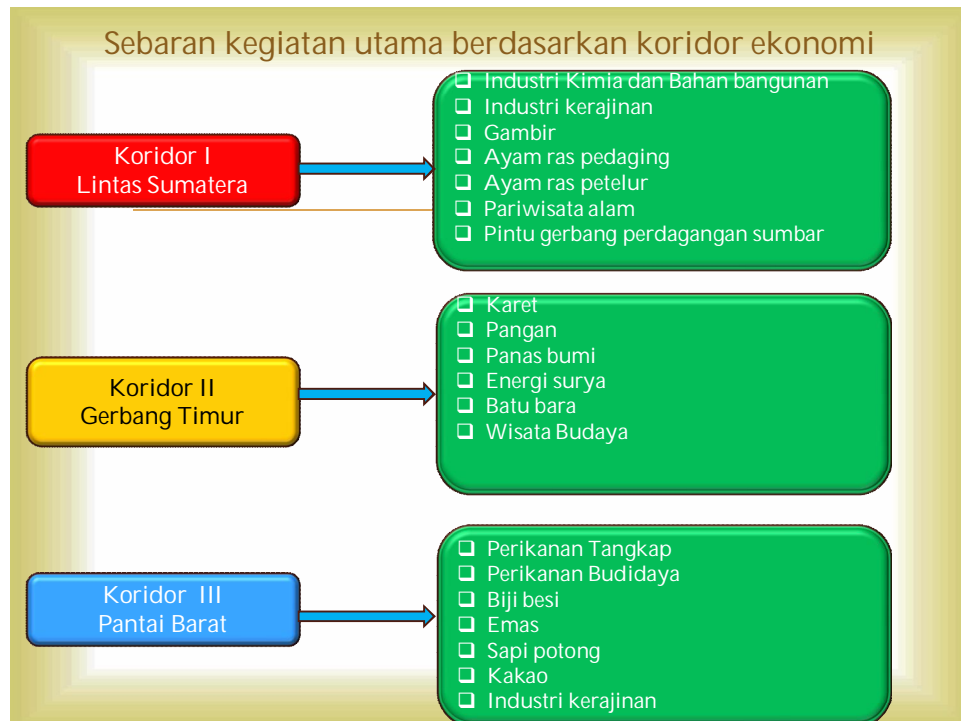 Sebaran kegiatan utama berdasarkan koridor ekonomi
Koridor I
Lintas Sumatera
❑ Industri Kimia dan Bahan bangunan
❑ Industri kerajinan
❑ Gambir
❑ Ayam ras pedaging
❑ Ayam ras petelur
❑ Pariwisata alam
❑ Pintu gerbang perdagangan sumbar
Koridor II
Gerbang Timur
❑ Karet
❑ Pangan
❑ Panas bumi
❑ Energi surya
❑ Batu bara
❑ Wisata Budaya
Koridor III
Pantai Barat
❑ Perikanan Tangkap
❑ Perikanan Budidaya
❑ Biji besi
❑ Emas
❑ Sapi potong
❑ Kakao
❑ Industri kerajinan